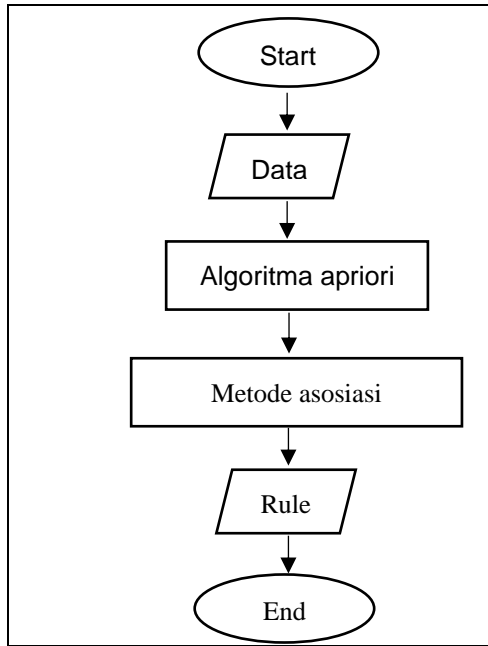 Start
Data
Algoritma apriori
Metode asosiasi
Rule
End